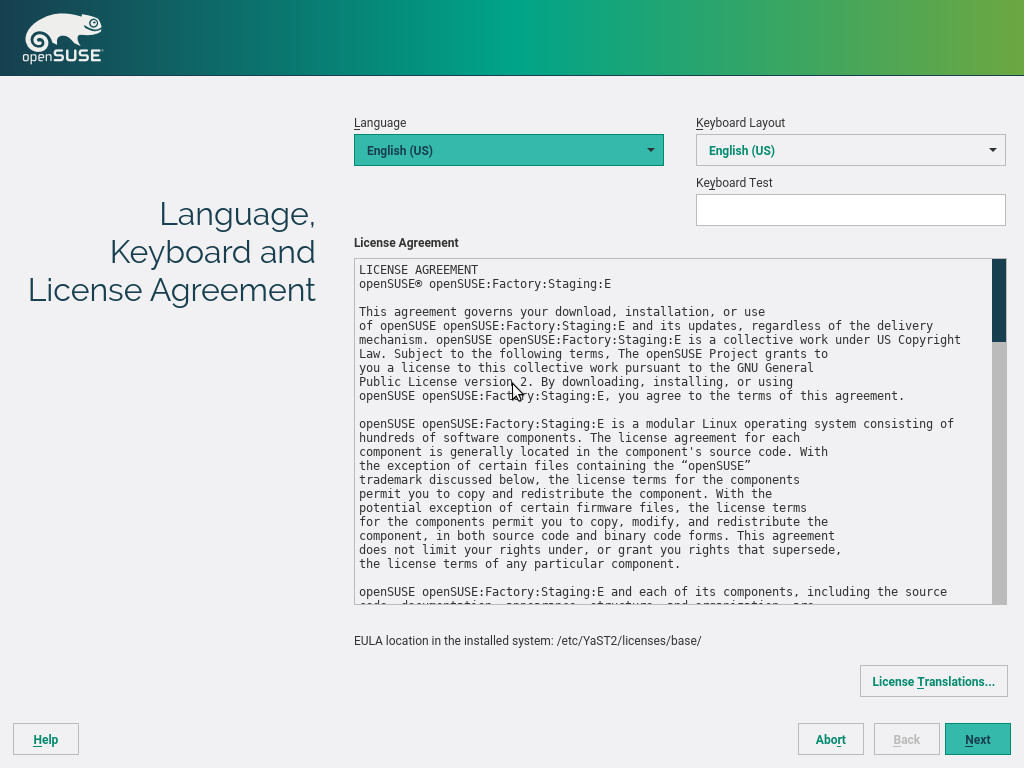 openSUSE
Language
Keyboard Layout
English (US)
English (US)
Keyboard Test
Language,
Keyboard and
License Agreement
License Agreement
LICENSE AGREEMENT
openSUSE® openSUSE:Factory:Staging:E
This agreement governs your download, installation, or use
of openSUSE openSUSE:Factory:Staging:E and its updates, regardless of the delivery
mechanism. openSUSE openSUSE:Factory:Staging:E is a collective work under US Copyright
Law. Subject to the following terms, The openSUSE Project grants to
you a license to this collective work pursuant to the GNU General
Public License version 2. By downloading, installing, or using
openSUSE openSUSE:Factory:Staging:E, you agree to the terms of this agreement.
openSUSE openSUSE:Factory:Staging:E is a modular Linux operating system consisting of
hundreds of software components. The license agreement for each
component is generally located in the component's source code. With
the exception of certain files containing the “openSUSE”
trademark discussed below, the license terms for the components
permit you to copy and redistribute the component. With the
potential exception of certain firmware files, the license terms
for the components permit you to copy, modify, and redistribute the
component, in both source code and binary code forms. This agreement
does not limit your rights under, or grant you rights that supersede,
the license terms of any particular component.
openSUSE openSUSE:Factory:Staging:E and each of its components, including the source
code, documentation, appearance, structure, and organization, are
EULA location in the installed system: /etc/YaST2/licenses/base/
License Translations...
Help
Abort
Back
Next